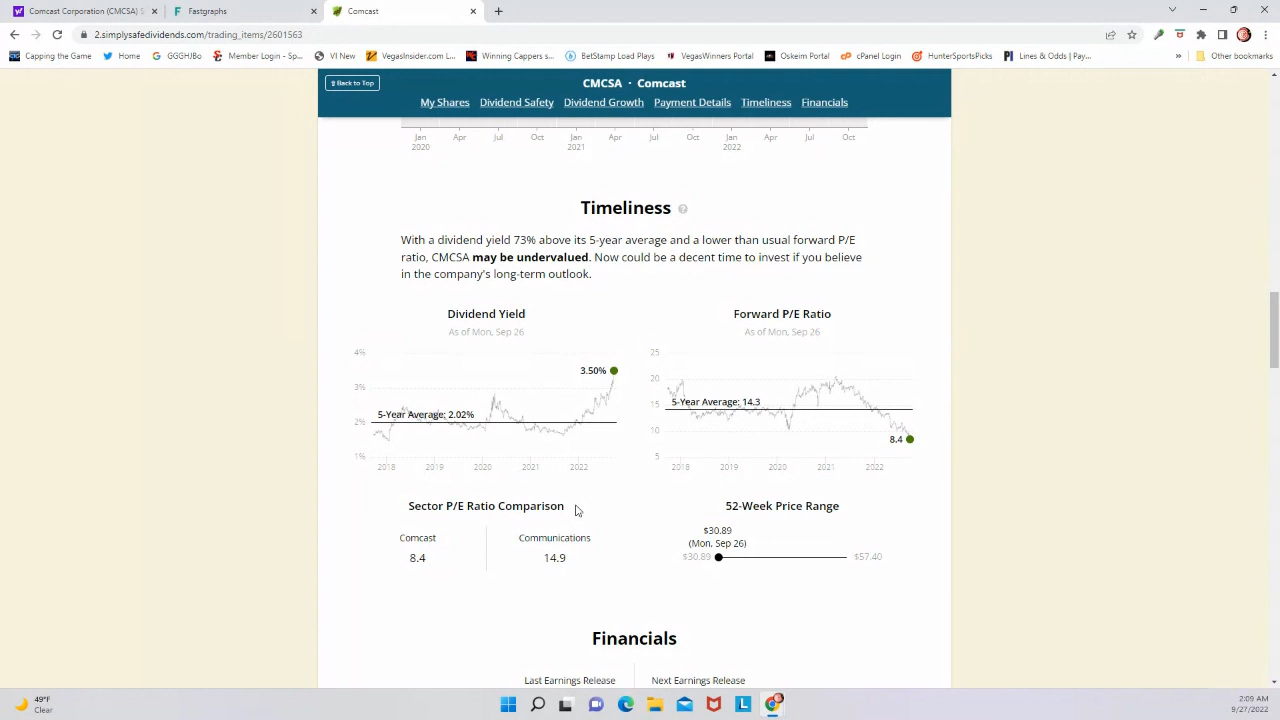 Comcast Corporation (CMCSA) S
Fastgraphs
Comcast
2.simplysafedividends.com/trading_items/2601563
Capping the Game
Home
GGGH!Bo
Member Login - Sp...
VI New
VegasInsider.com L...
Winning Cappers s...
BetStamp Load Plays
VegasWinners Portal
Oskeim Portal
cPanel Login
HunterSportsPicks
Lines & Odds | Pay...
»
Other bookmarks
Back to Top
CMCSA · Comcast
My Shares
Dividend Safety
Dividend Growth
Payment Details
Timeliness
Financials
Jan Apr Jul Oct Jan Apr Jul Oct Jan Apr Jul Oct
2020 2021 2022
Timeliness ?
With a dividend yield 73% above its 5-year average and a lower than usual forward P/E
ratio, CMCSA may be undervalued. Now could be a decent time to invest if you believe
in the company's long-term outlook.
Dividend Yield
As of Mon, Sep 26
4%
3%
2%
1%
3.50%
5-Year Average: 2.02%
2018 2019 2020 2021 2022
Forward P/E Ratio
As of Mon, Sep 26
25
20
15
10
5
5-Year Average: 14.3
8.4
2018 2019 2020 2021 2022
Sector P/E Ratio Comparison
Comcast
8.4
Communications
14.9
52-Week Price Range
$30.89
(Mon, Sep 26)
$30.89
$57.40
Financials
Last Earnings Release
Next Earnings Release
49°F
Clear
2:09 AM
9/27/2022